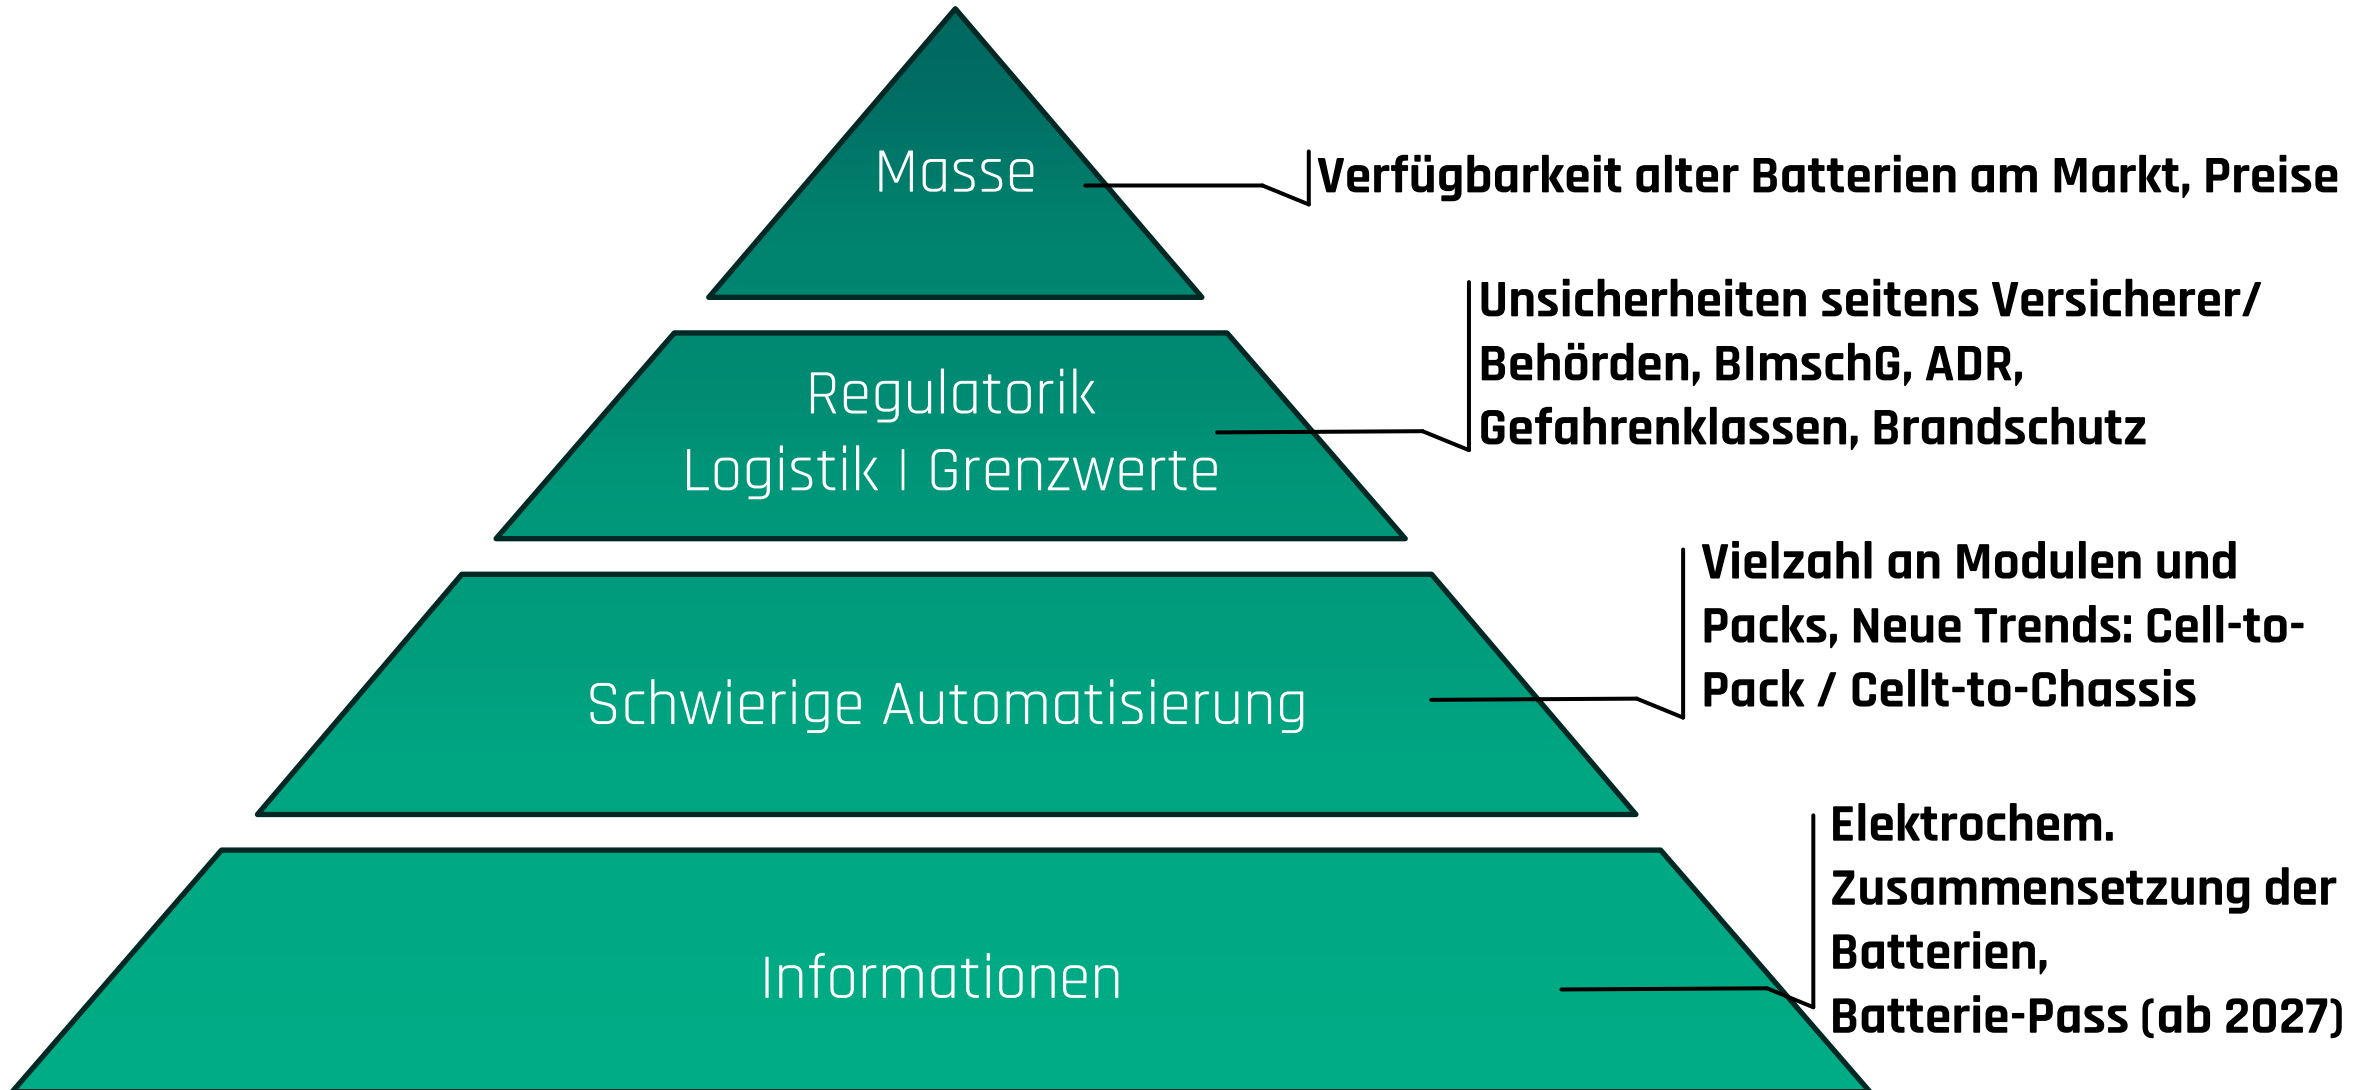 Masse
Verfügbarkeit alter Batterien am Markt, Preise
Regulatorik
Logistik | Grenzwerte
Unsicherheiten seitens Versicherer/
Behörden, BImschG, ADR,
Gefahrenklassen, Brandschutz
Schwierige Automatisierung
Vielzahl an Modulen und
Packs, Neue Trends: Cell-to-
Pack / Cellt-to-Chassis
Informationen
Elektrochem.
Zusammensetzung der
Batterien,
Batterie-Pass (ab 2027)